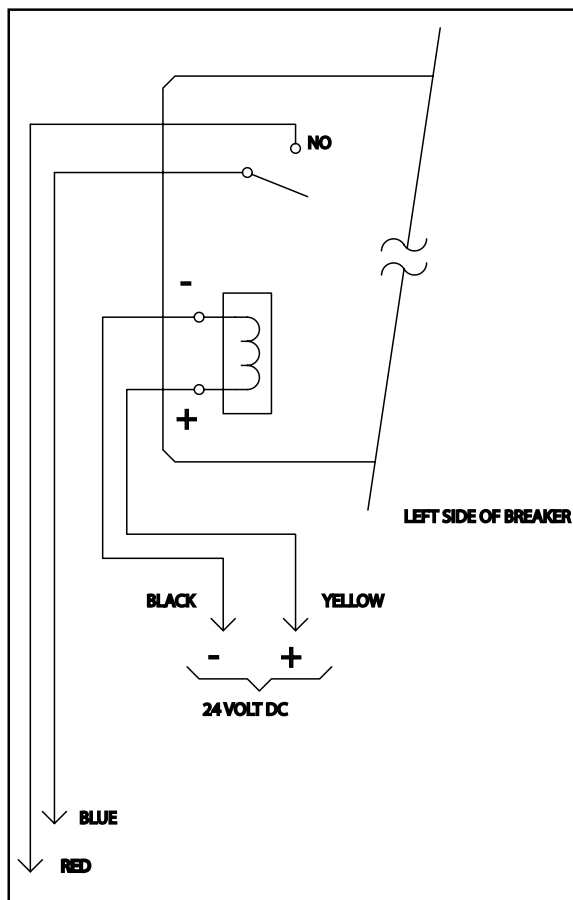 NO
-
+
LEFT SIDE OF BREAKER
BLACK
YELLOW
- +
24 VOLT DC
BLUE
RED